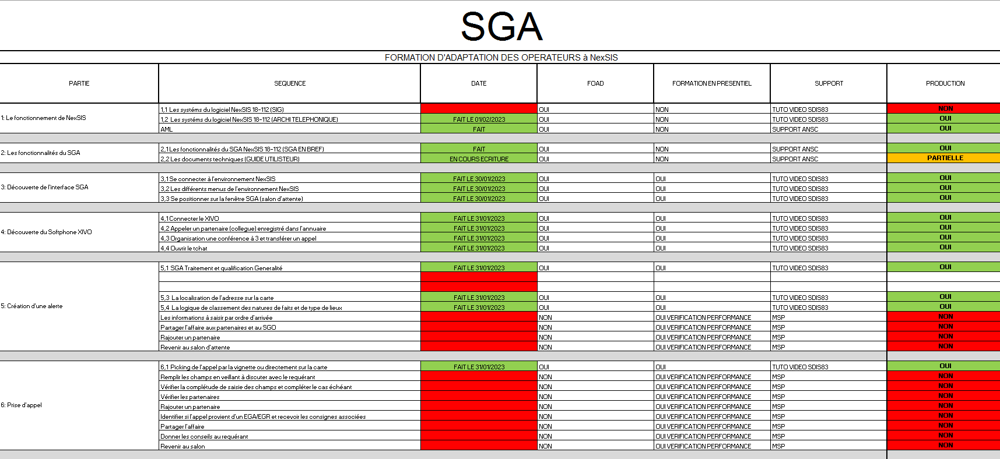 SGA
FORMATION D'ADAPTATION DES OPERATEURS à NexSIS
PARTIE SEQUENCE DATE FOAD FORMATION EN PRESENTIEL SUPPORT PRODUCTION
1: Le fonctionnement de NexSIS
1,1 Les systéms du logiciel NexSIS 18-112 (SIG) OUI NON TUTO VIDEO SDIS83 NON
1,2 Les systéms du logiciel NexSIS 18-112 (ARCHI TELEPHONIQUE) FAIT LE 01/02/2023 OUI NON TUTO VIDEO SDIS83 OUI
AML FAIT OUI NON SUPPORT ANSC OUI
2: Les fonctionnalités du SGA
2,1Les fonctionnalités du SGA NexSIS 18-112 (SGA EN BREF) FAIT OUI NON SUPPORT ANSC OUI
2,2 Les documents techniques (GUIDE UTILISTEUR) EN COURS ECRITURE OUI NON SUPPORT ANSC PARTIELLE
3: Découverte de l'interface SGA
3,1Se connecter à l'environnement NexSIS FAIT LE 30/01/2023 OUI OUI TUTO VIDEO SDIS83 OUI
3,2 Les différents menus de l'environnement NexSIS FAIT LE 30/01/2023 OUI OUI TUTO VIDEO SDIS83 OUI
3,3 Se positionner sur la fenêtre SGA (salon d'attente) FAIT LE 30/01/2023 OUI OUI TUTO VIDEO SDIS83 OUI
4: Découverte du Softphone XIVO
4,1Connecter le XIVO FAIT LE 31/01/2023 OUI OUI TUTO VIDEO SDIS83 OUI
4,2 Appeler un partenaire (collegue) enregistré dans l'annuaire FAIT LE 31/01/2023 OUI OUI TUTO VIDEO SDIS83 OUI
4,3 Organisation une conférence à 3 et transférer un appel FAIT LE 31/01/2023 OUI OUI TUTO VIDEO SDIS83 OUI
4,4 Ouvrir le tchat FAIT LE 31/01/2023 OUI OUI TUTO VIDEO SDIS83 OUI
5: Création d'une alerte
5,1 SGA Traitement et qualification Generalité FAIT LE 31/01/2023 OUI OUI TUTO VIDEO SDIS83 OUI
5,3 La localisation de l'adresse sur la carte FAIT LE 31/01/2023 OUI OUI TUTO VIDEO SDIS83 OUI
5,4 La logique de classement des natures de faits et de type de lieux FAIT LE 31/01/2023 OUI OUI TUTO VIDEO SDIS83 OUI
Les informations à saisir par ordre d'arrivée NON OUI VERIFICATION PERFORMANCE MSP NON
Partager l'affaire aux partenaires et au SGO NON OUI VERIFICATION PERFORMANCE MSP NON
Rajouter un partenaire NON OUI VERIFICATION PERFORMANCE MSP NON
Revenir au salon d'attente NON OUI VERIFICATION PERFORMANCE MSP NON
6: Prise d'appel
6,1 Picking de l'appel par la vignette ou directement sur la carte FAIT LE 31/01/2023 OUI OUI TUTO VIDEO SDIS83 OUI
Remplir les champs en veillant à discuter avec le requérant NON OUI VERIFICATION PERFORMANCE MSP NON
Vérifier la complétude de saisie des champs et compléter le cas échéant NON OUI VERIFICATION PERFORMANCE MSP NON
Vérifier les partenaires NON OUI VERIFICATION PERFORMANCE MSP NON
Rajouter un partenaire NON OUI VERIFICATION PERFORMANCE MSP NON
Identifier si l'appel provient d'un EGA/EGR et recevoir les consignes associées NON OUI VERIFICATION PERFORMANCE MSP NON
Partager l'affaire NON OUI VERIFICATION PERFORMANCE MSP NON
Donner les conseils au requérant NON OUI VERIFICATION PERFORMANCE MSP NON
Revenir au salon NON OUI VERIFICATION PERFORMANCE MSP NON